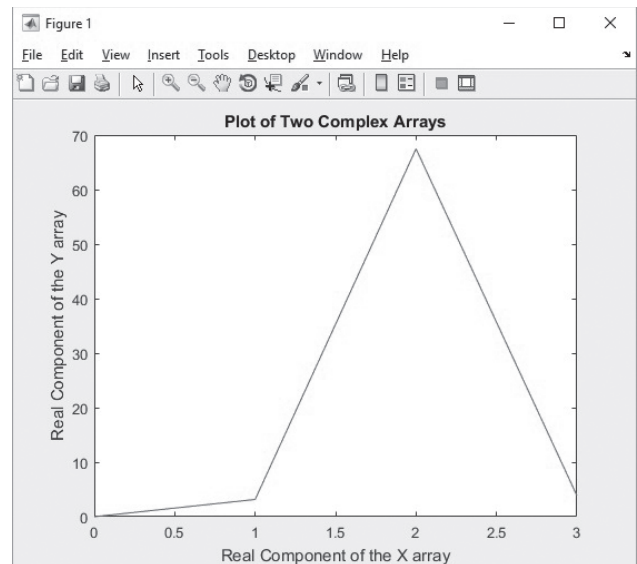 Figure 1
File Edit View Insert Tools Desktop Window Help
Plot of Two Complex Arrays
70
60
50
40
30
20
10
0
Real Component of the Y array
0 0.5 1 1.5 2 2.5 3
Real Component of the X array